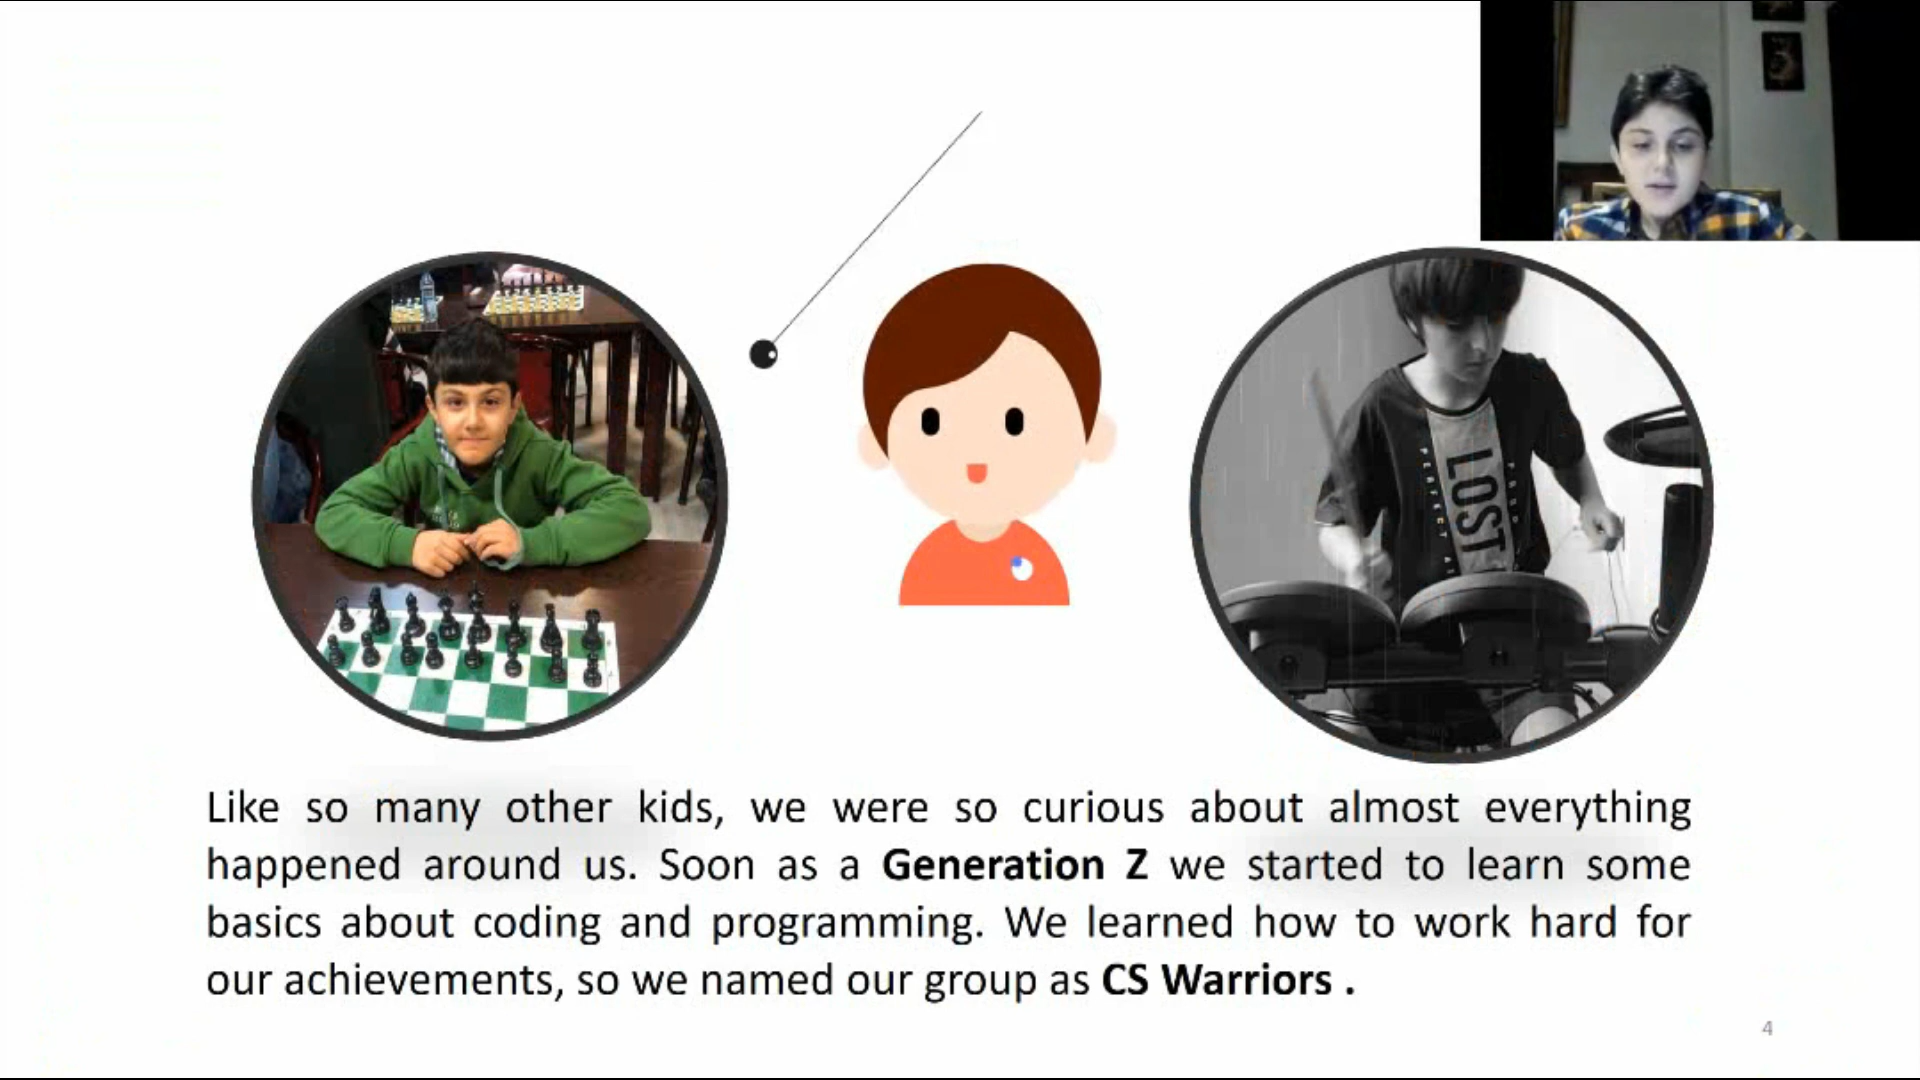 LOST
PERFECT
Like so many other kids, we were so curious about almost everything
happened around us. Soon as a Generation Z we started to learn some
basics about coding and programming. We learned how to work hard for
our achievements, so we named our group as CS Warriors .
4